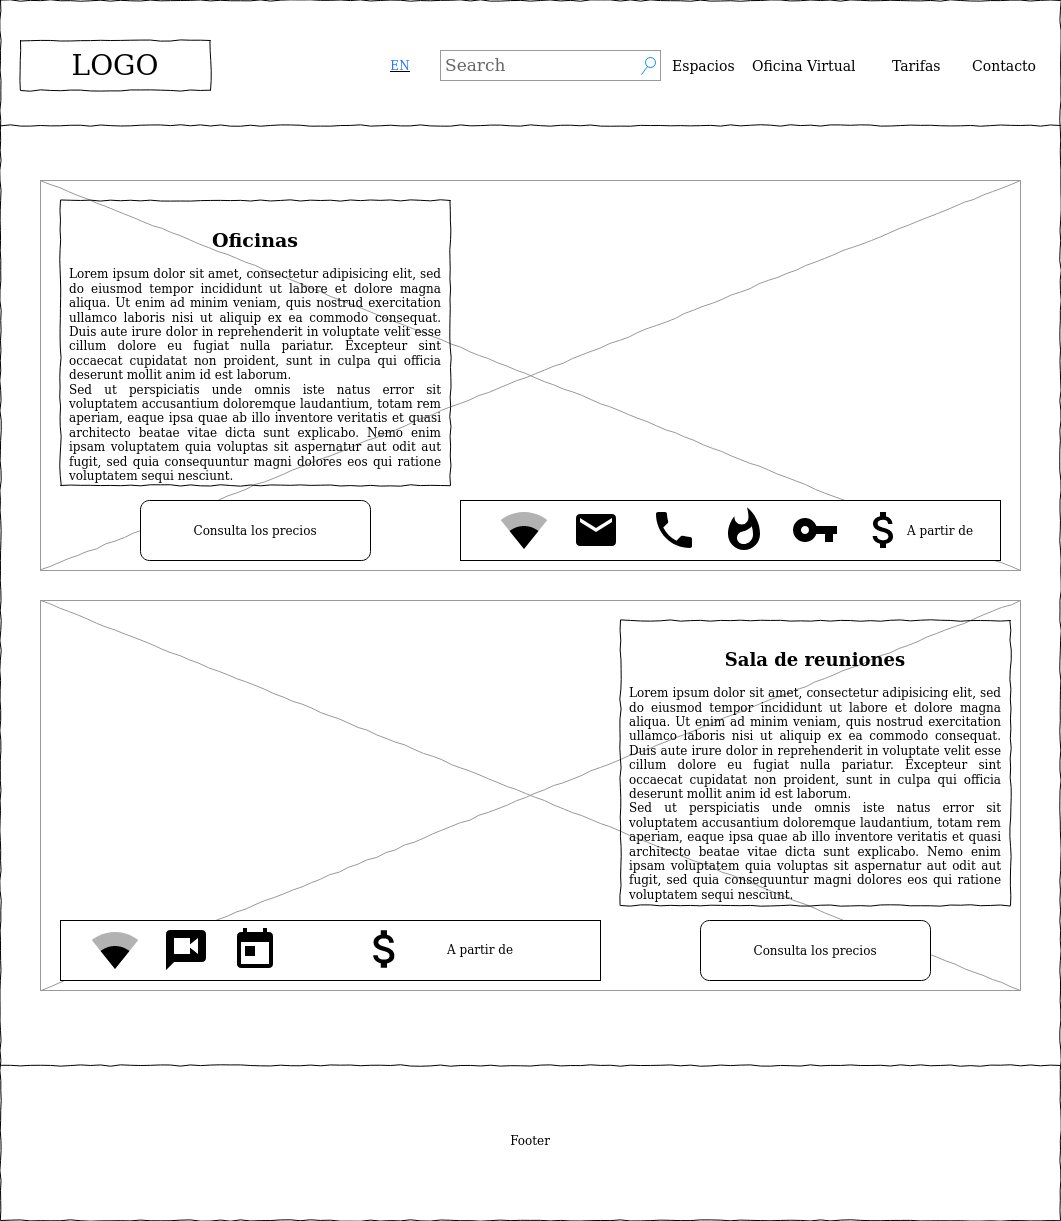 LOGO
EN
Search
Espacios
Oficina Virtual
Tarifas
Contacto
Oficinas
Lorem ipsum dolor sit amet, consectetur adipisicing elit, sed
do eiusmod tempor incididunt ut labore et dolore magna
aliqua. Ut enim ad minim veniam, quis nostrud exercitation
ullamco laboris nisi ut aliquip ex ea commodo consequat.
Duis aute irure dolor in reprehenderit in voluptate velit esse
cillum dolore eu fugiat nulla pariatur. Excepteur sint
occaecat cupidatat non proident, sunt in culpa qui officia
deserunt mollit anim id est laborum.
Sed ut perspiciatis unde omnis iste natus error sit
voluptatem accusantium doloremque laudantium, totam rem
aperiam, eaque ipsa quae ab illo inventore veritatis et quasi
architecto beatae vitae dicta sunt explicabo. Nemo enim
ipsam voluptatem quia voluptas sit aspernatur aut odit aut
fugit, sed quia consequuntur magni dolores eos qui ratione
voluptatem sequi nesciunt.
Consulta los precios
$ A partir de
Sala de reuniones
Lorem ipsum dolor sit amet, consectetur adipisicing elit, sed
do eiusmod tempor incididunt ut labore et dolore magna
aliqua. Ut enim ad minim veniam, quis nostrud exercitation
ullamco laboris nisi ut aliquip ex ea commodo consequat.
Duis aute irure dolor in reprehenderit in voluptate velit esse
cillum dolore eu fugiat nulla pariatur. Excepteur sint
occaecat cupidatat non proident, sunt in culpa qui officia
deserunt mollit anim id est laborum.
Sed ut perspiciatis unde omnis iste natus error sit
voluptatem accusantium doloremque laudantium, totam rem
aperiam, eaque ipsa quae ab illo inventore veritatis et quasi
architecto beatae vitae dicta sunt explicabo. Nemo enim
ipsam voluptatem quia voluptas sit aspernatur aut odit aut
fugit, sed quia consequuntur magni dolores eos qui ratione
voluptatem sequi nesciunt.
$ A partir de
Consulta los precios
Footer